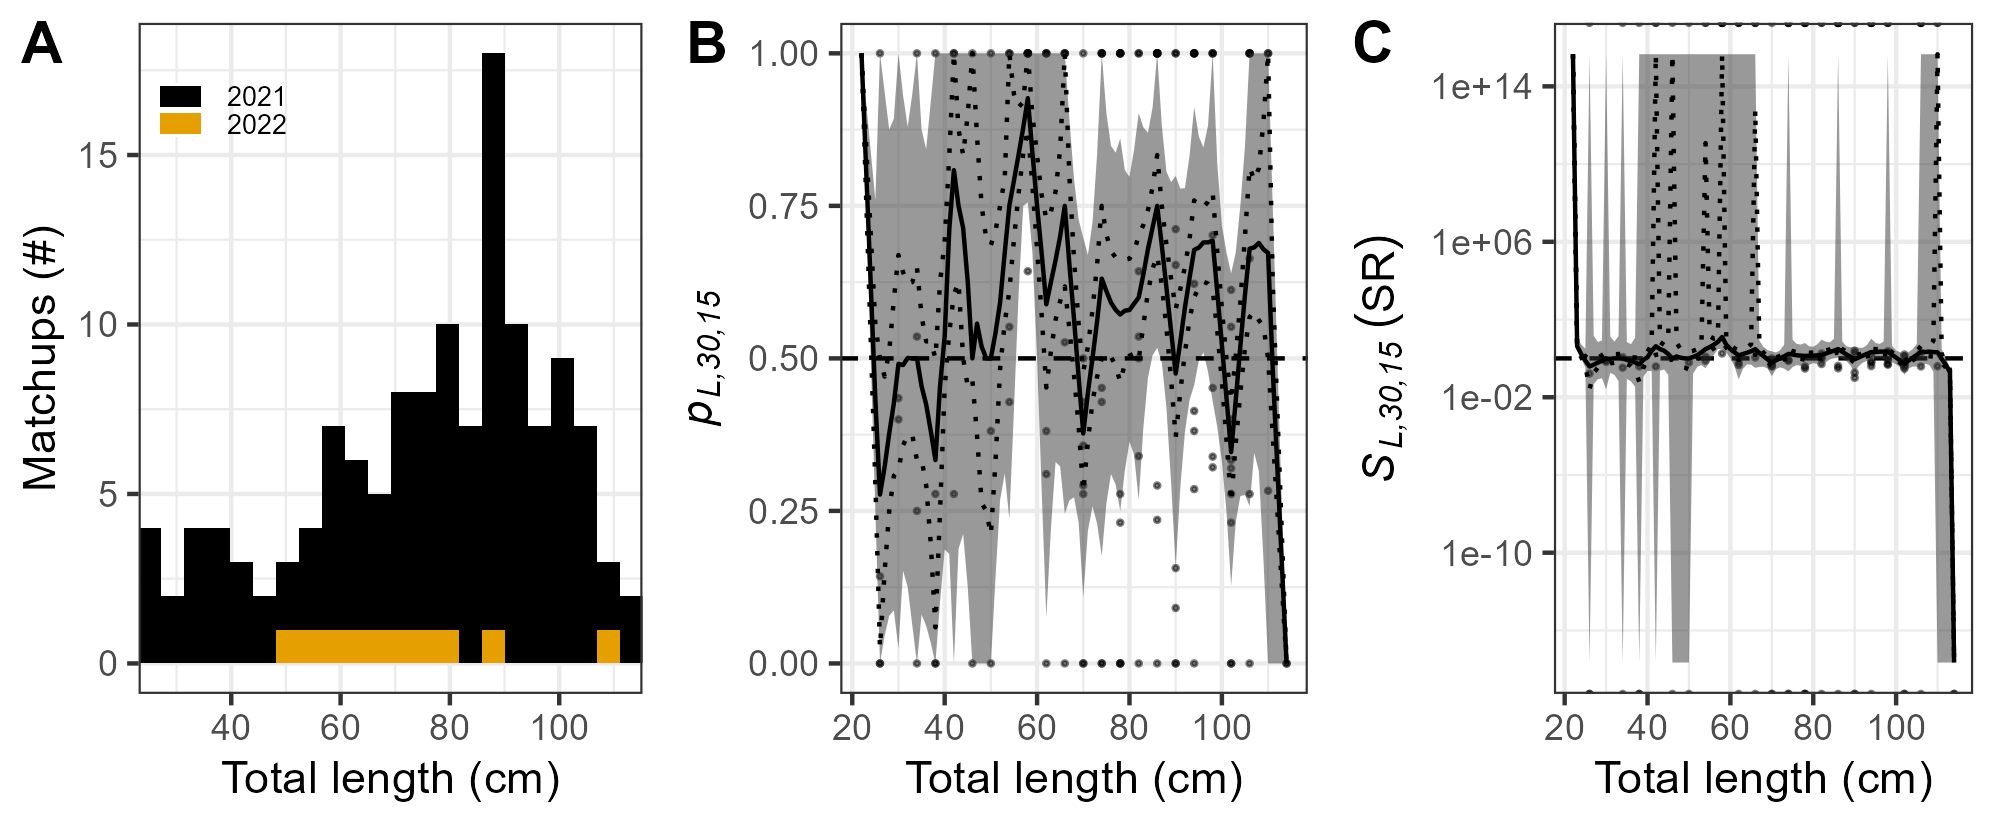 A
Matchups (#)
15
10
5
0
2021
2022
40 60 80 100
Total length (cm)
B
p L,30,15
1.00
0.75
0.50
0.25
0.00
20 40 60 80 100
Total length (cm)
C
S L,30,15 (SR)
1e+14
1e+06
1e-02
1e-10
20 40 60 80 100
Total length (cm)